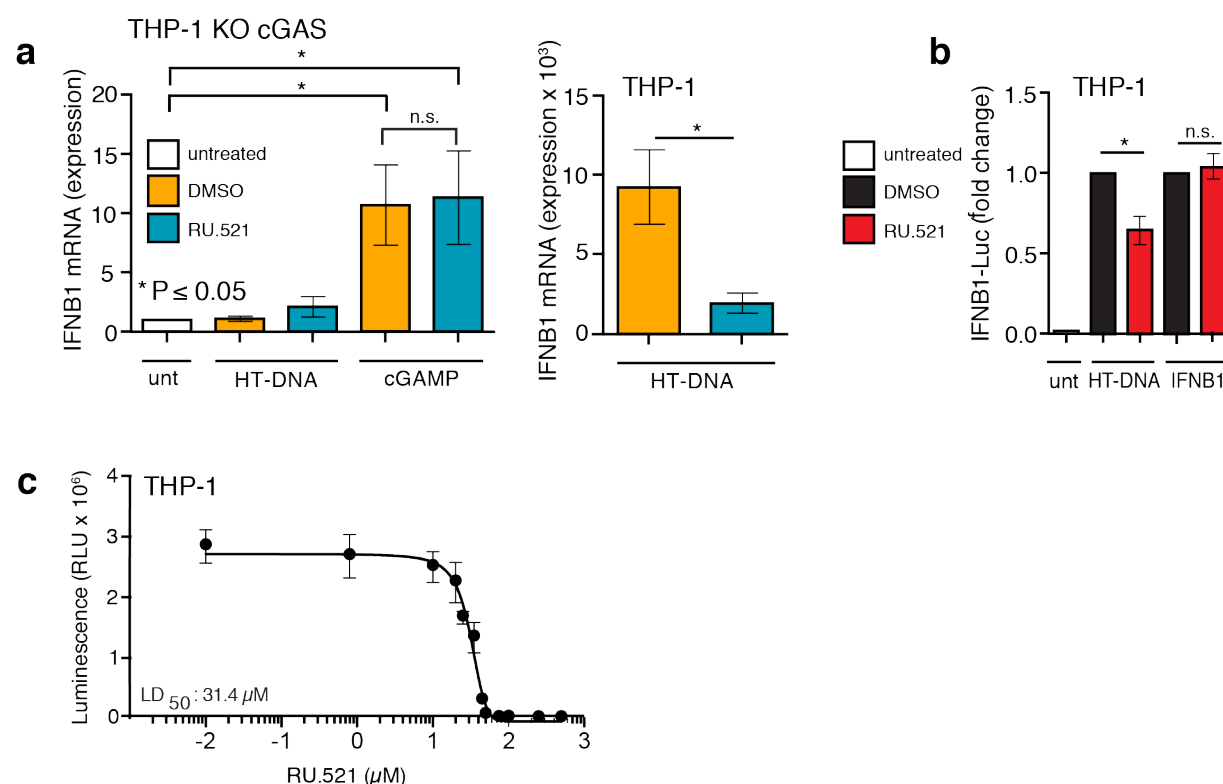 a
THP-1 KO cGAS
*
*
n.s.
IFNB1 mRNA (expression)
20
15
10
5
0
untreated
DMSO
RU.521
* P ≤ 0.05
unt
HT-DNA
cGAMP
THP-1
IFNB1 mRNA (expression x 10³)
15
10
5
0
*
HT-DNA
b
THP-1
untreated
DMSO
RU.521
IFNB1-Luc (fold change)
1.5
1.0
0.5
0.0
*
n.s.
unt
HT-DNA
IFNB1
c
THP-1
Luminescence (RLU x 10⁶)
4
3
2
1
0
LD 50 : 31.4 µM
-2
-1
0
1
2
3
RU.521 (µM)